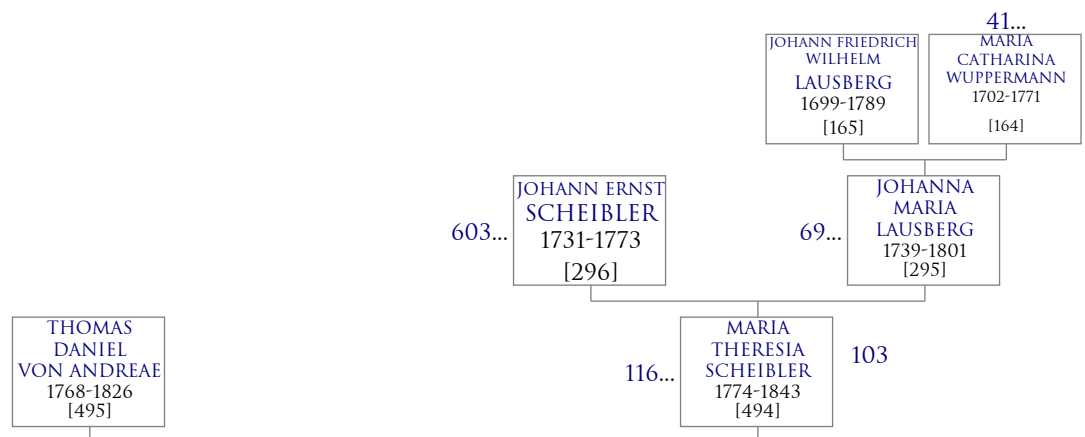 41...
JOHANN FRIEDRICH
WILHELM
LAUSBERG
1699-1789
[165]
MARIA
CATHARINA
WUPPERMANN
1702-1771
[164]
603...
JOHANN ERNST
SCHEIBLER
1731-1773
[296]
69...
JOHANNA
MARIA
LAUSBERG
1739-1801
[295]
THOMAS
DANIEL
VON ANDREAE
1768-1826
[495]
116...
MARIA
THERESIA
SCHEIBLER
1774-1843
[494]
103